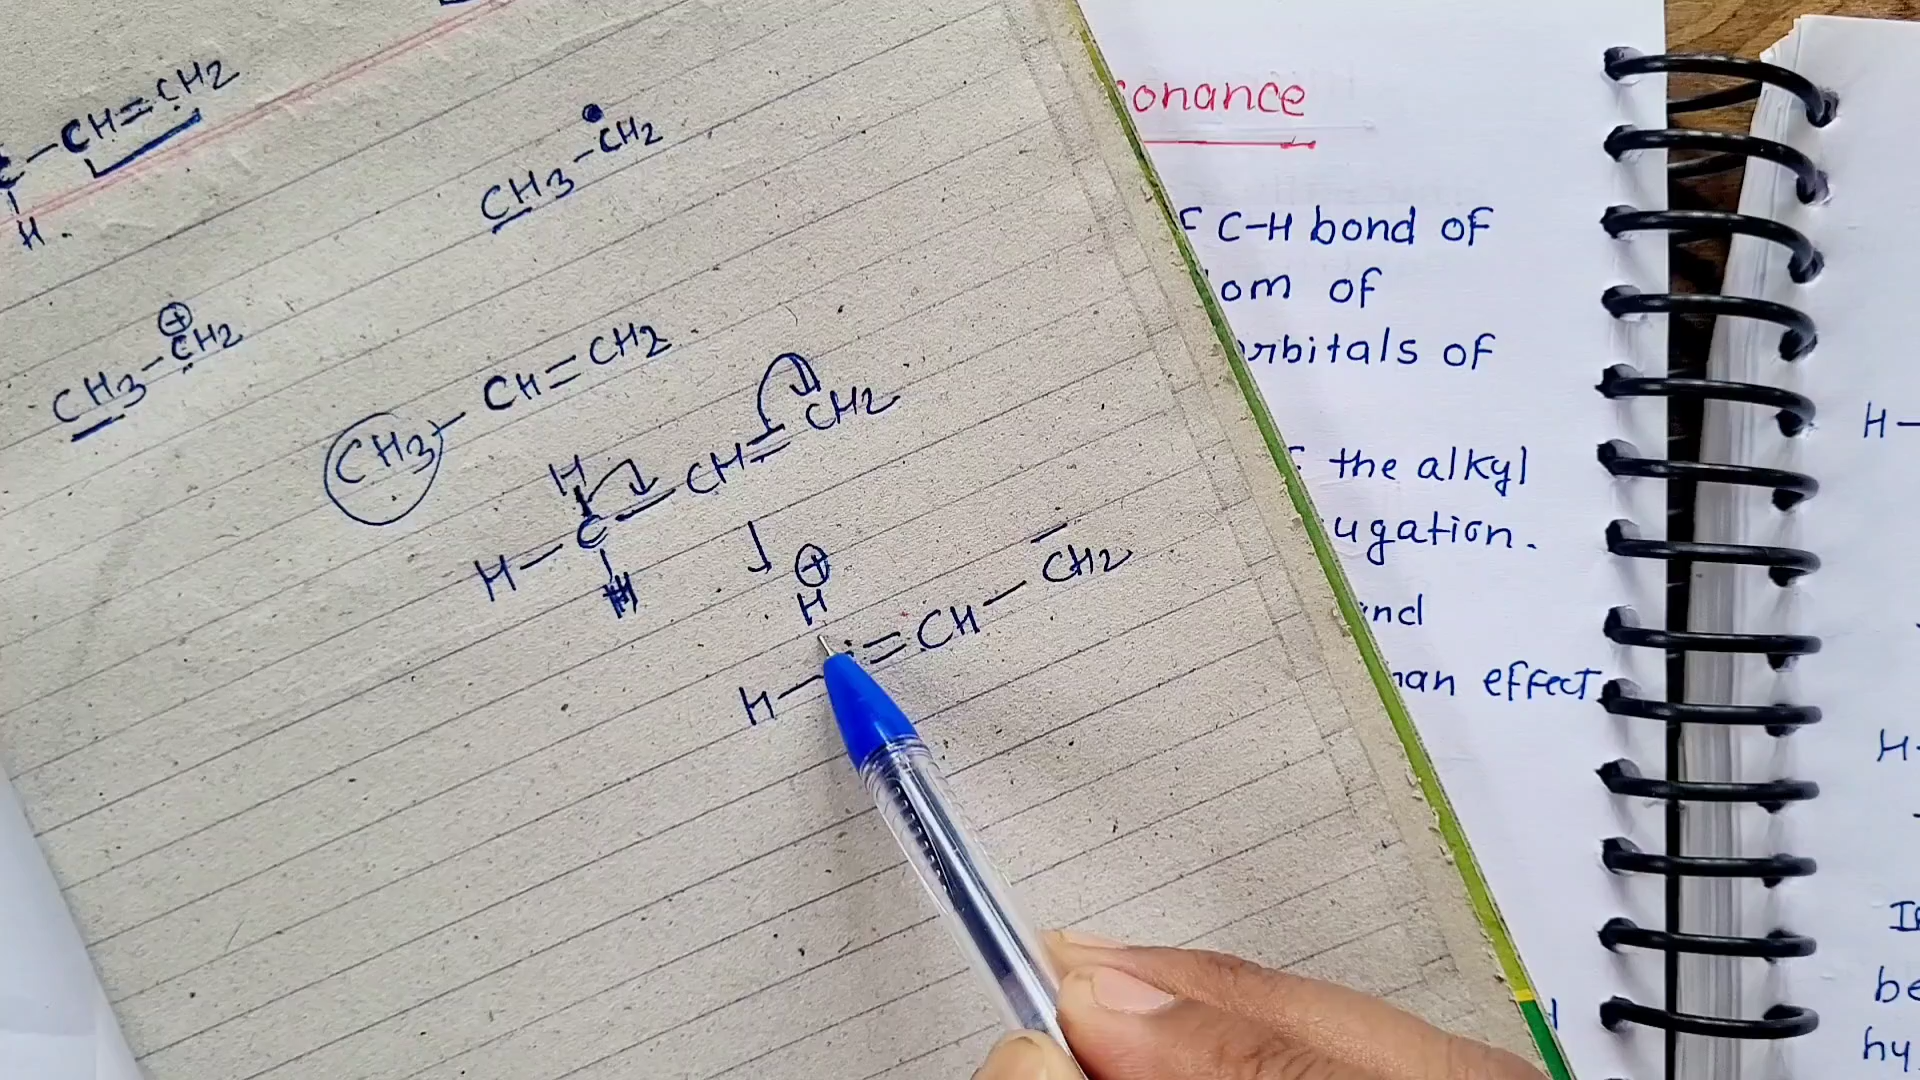 C—CH=CH2
H.
CH3—CH2
CH3—CH2
⊕
CH3—CH=CH2
H
H—C—CH=CH2
H
⊕
H
H— =CH—CH2
onance
C-H bond of
om of
rbitals of
the alkyl
ugation.
nd
an effect
H—
H-
be
hy